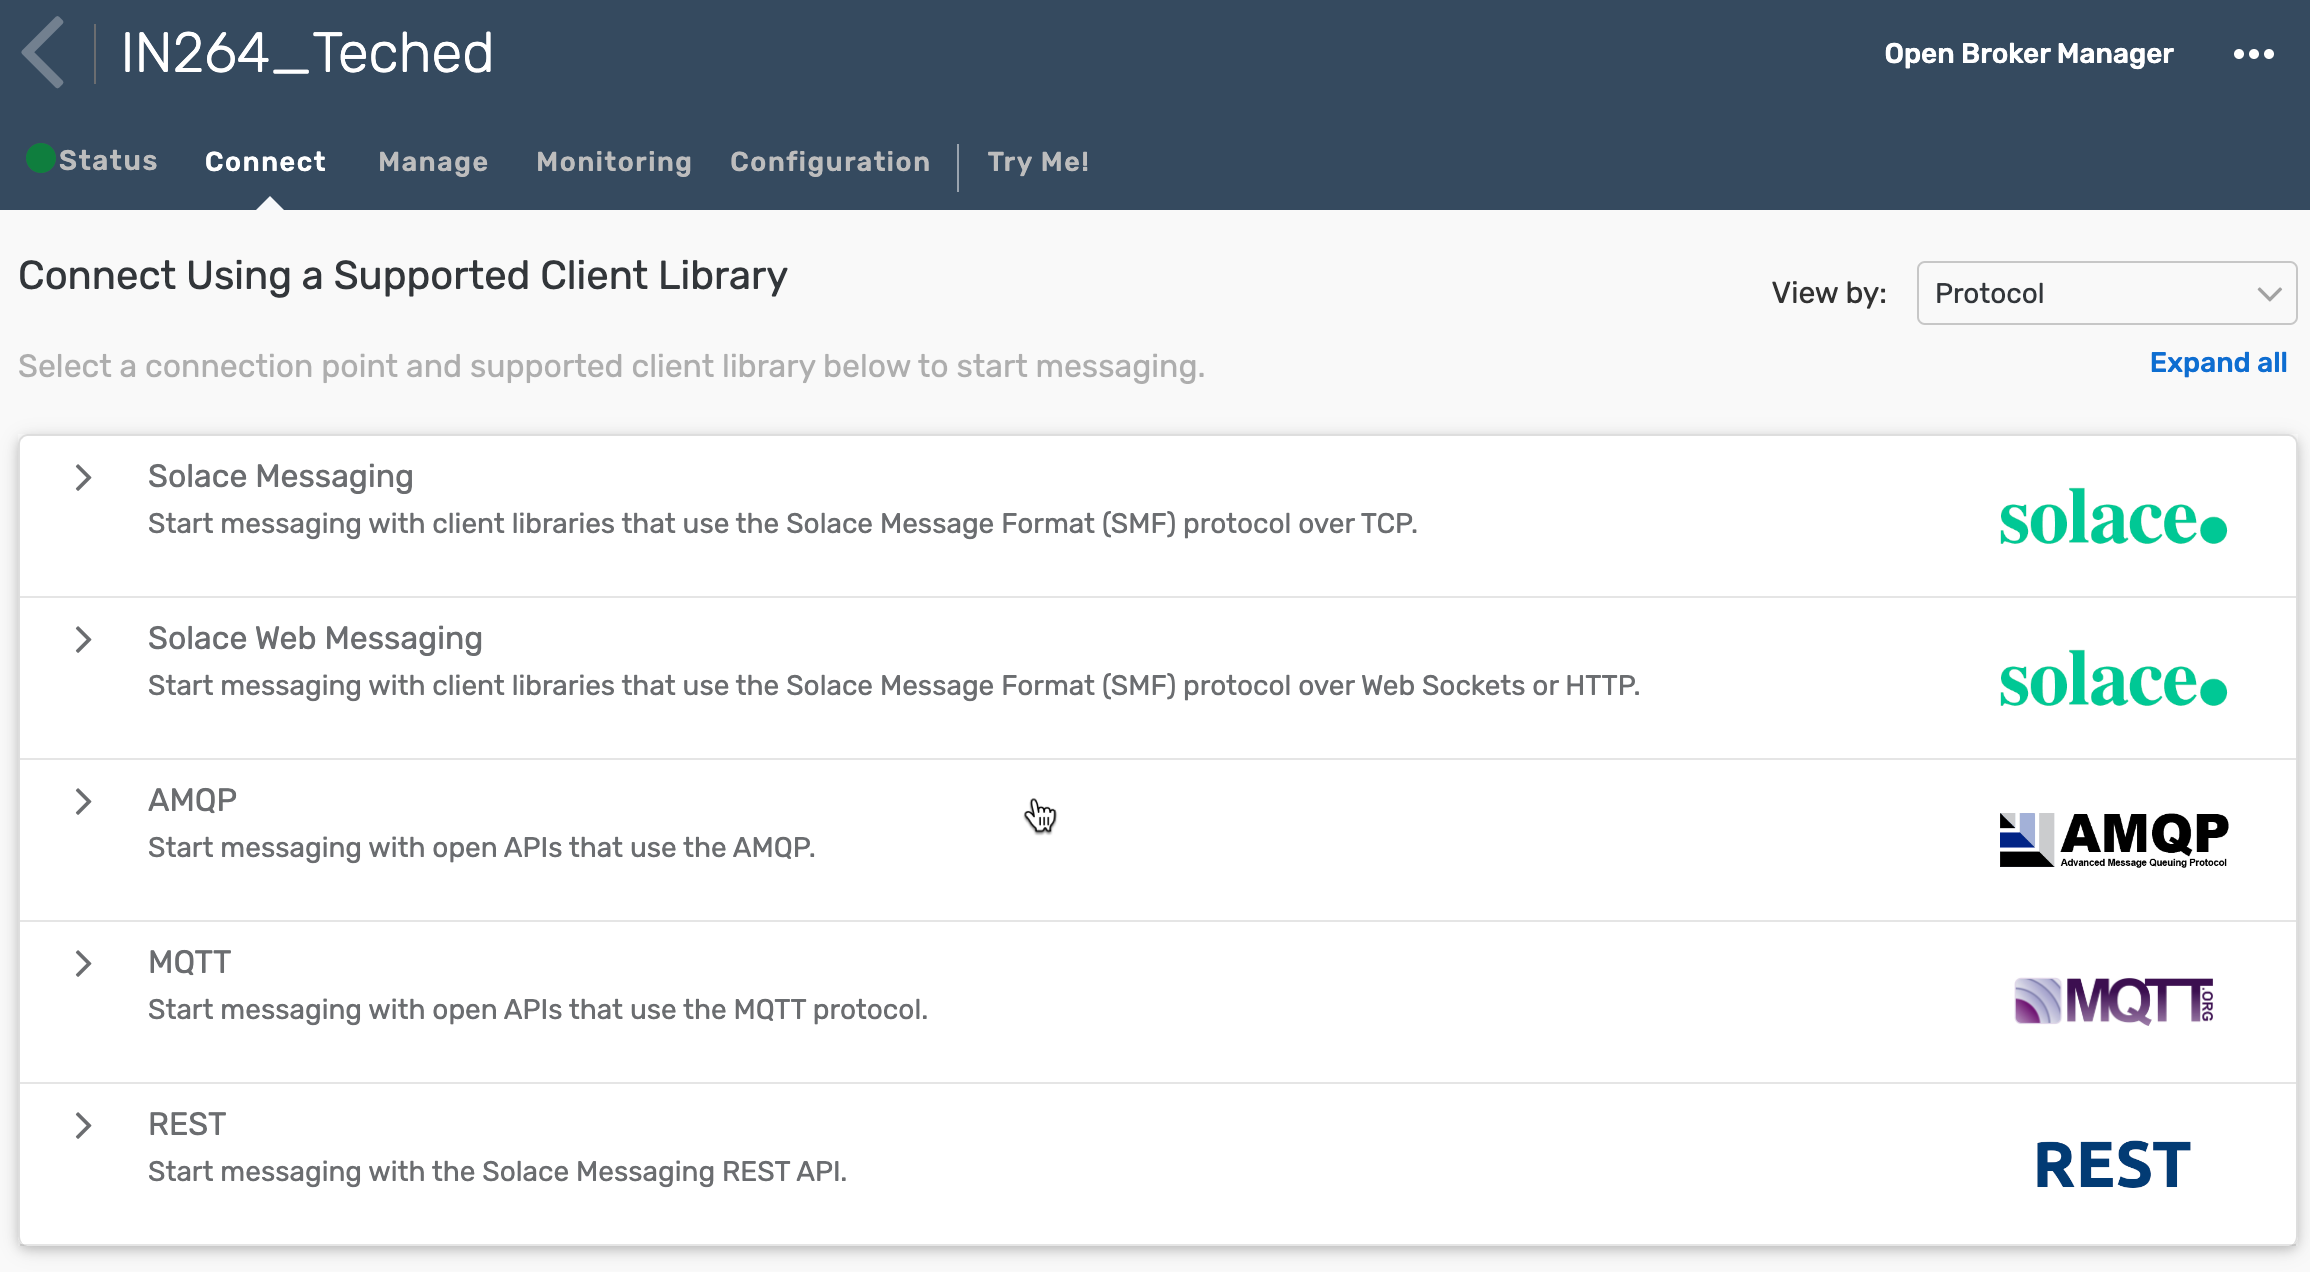 IN264_Teched
Open Broker Manager
Status Connect Manage Monitoring Configuration Try Me!
Connect Using a Supported Client Library
View by: Protocol
Select a connection point and supported client library below to start messaging.
Expand all
Solace Messaging
Start messaging with client libraries that use the Solace Message Format (SMF) protocol over TCP.
solace.
Solace Web Messaging
Start messaging with client libraries that use the Solace Message Format (SMF) protocol over Web Sockets or HTTP.
solace.
AMQP
Start messaging with open APIs that use the AMQP.
AMQP
Advanced Message Queuing Protocol
MQTT
Start messaging with open APIs that use the MQTT protocol.
MQTT.ORG
REST
Start messaging with the Solace Messaging REST API.
REST